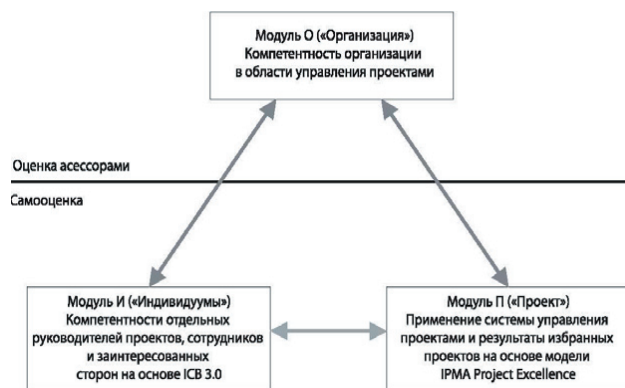 Модуль О («Организация»)
Компетентность организации
в области управления проектами
Оценка асессорами
Самооценка
Модуль И («Индивидуумы»)
Компетентности отдельных
руководителей проектов, сотрудников
и заинтересованных
сторон на основе ICB 3.0
Модуль П («Проект»)
Применение системы управления
проектами и результаты избранных
проектов на основе модели
IPMA Project Excellence